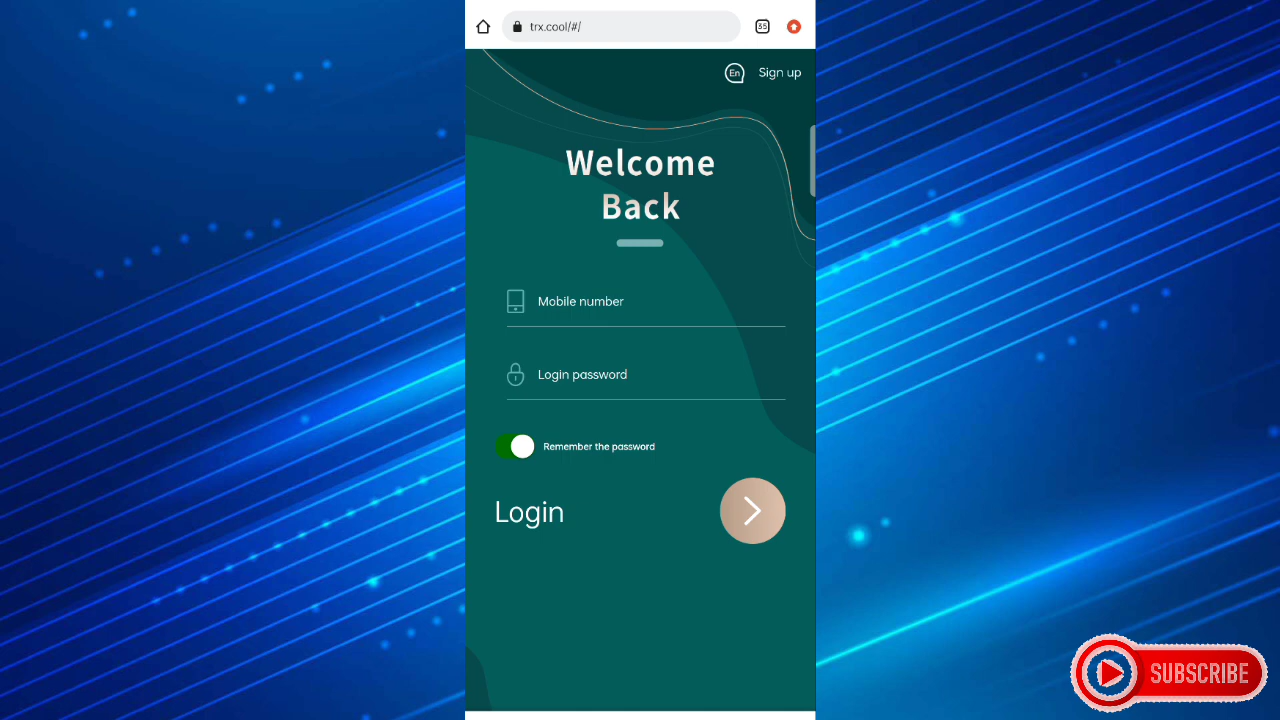 trx.cool/#/
35
En
Sign up
Welcome
Back
Mobile number
Login password
Remember the password
Login
SUBSCRIBE